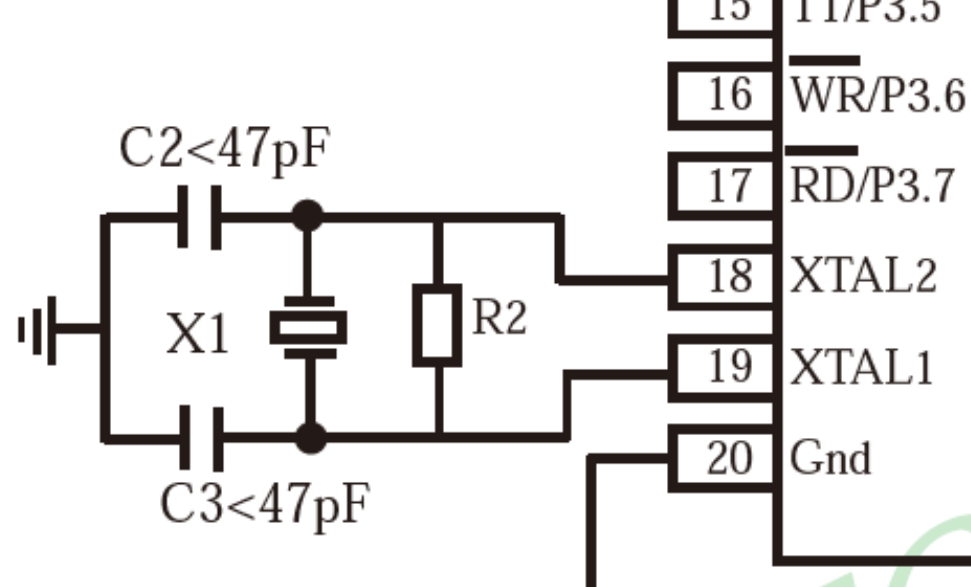 15 T1/P3.5
16 WR/P3.6
C2<47pF
17 RD/P3.7
18 XTAL2
X1
R2
19 XTAL1
20 Gnd
C3<47pF